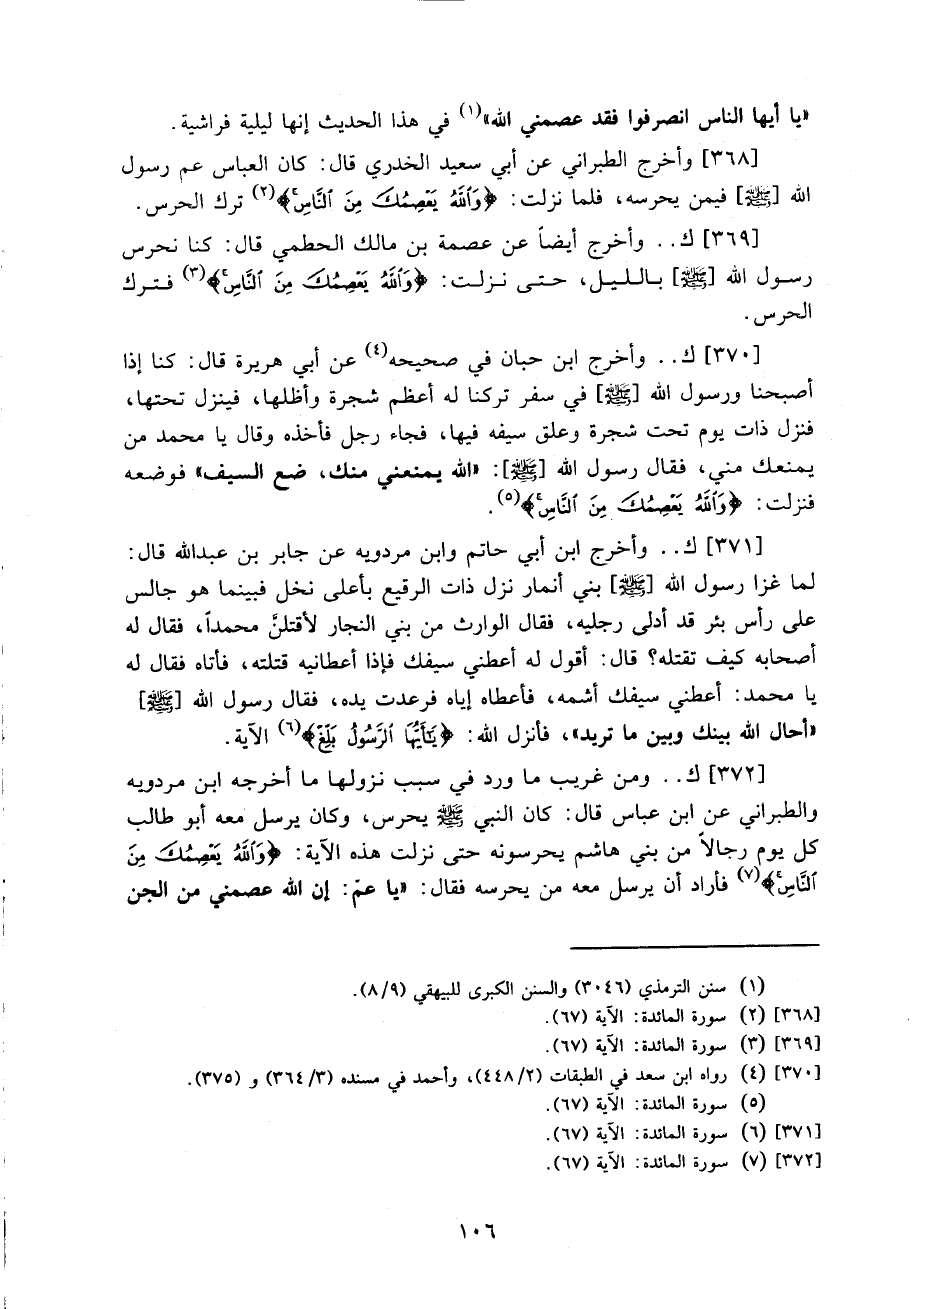 «يا أيها الناس انصرفوا فقد عصمني الله»(١) في هذا الحديث إنها ليلية فراشية.
[٣٦٨] وأخرج الطبراني عن أبي سعيد الخدري قال: كان العباس عم رسول
الله [ﷺ] فيمن يحرسه، فلما نزلت: ﴿وَٱللَّهُ يَعْصِمُكَ مِنَ ٱلنَّاسِۗ﴾(٢) ترك الحرس.
[٣٦٩] ك.. وأخرج أيضاً عن عصمة بن مالك الخطمي قال: كنا نحرس
رسول الله [ﷺ] بالليل، حتى نزلت: ﴿وَٱللَّهُ يَعْصِمُكَ مِنَ ٱلنَّاسِۗ﴾(٣) فترك
الحرس.
[٣٧٠] ك.. وأخرج ابن حبان في صحيحه(٤) عن أبي هريرة قال: كنا إذا
أصبحنا ورسول الله [ﷺ] في سفر تركنا له أعظم شجرة وأظلها، فينزل تحتها،
فنزل ذات يوم تحت شجرة وعلق سيفه فيها، فجاء رجل فأخذه وقال يا محمد من
يمنعك مني، فقال رسول الله [ﷺ]: «الله يمنعني منك، ضع السيف» فوضعه
فنزلت: ﴿وَٱللَّهُ يَعْصِمُكَ مِنَ ٱلنَّاسِۗ﴾(٥).
[٣٧١] ك.. وأخرج ابن أبي حاتم وابن مردويه عن جابر بن عبدالله قال:
لما غزا رسول الله [ﷺ] بني أنمار نزل ذات الرقيع بأعلى نخل فبينما هو جالس
على رأس بئر قد أدلى رجليه، فقال الوارث من بني النجار لأقتلنَّ محمداً، فقال له
أصحابه كيف تقتله؟ قال: أقول له أعطني سيفك فإذا أعطانيه قتلته، فأتاه فقال له
يا محمد: أعطني سيفك أشمه، فأعطاه إياه فرعدت يده، فقال رسول الله [ﷺ]
«أحال الله بينك وبين ما تريد»، فأنزل الله: ﴿يَٰٓأَيُّهَا ٱلرَّسُولُ بَلِّغْ﴾(٦) الآية.
[٣٧٢] ك.. ومن غريب ما ورد في سبب نزولها ما أخرجه ابن مردويه
والطبراني عن ابن عباس قال: كان النبي ﷺ يحرس، وكان يرسل معه أبو طالب
كل يوم رجالاً من بني هاشم يحرسونه حتى نزلت هذه الآية: ﴿وَٱللَّهُ يَعْصِمُكَ مِنَ
ٱلنَّاسِۗ﴾(٧) فأراد أن يرسل معه من يحرسه فقال: «يا عمّ: إن الله عصمني من الجن
(١) سنن الترمذي (٣٠٤٦) والسنن الكبرى للبيهقي (٨/٩).
[٣٦٨] (٢) سورة المائدة: الآية (٦٧).
[٣٦٩] (٣) سورة المائدة: الآية (٦٧).
[٣٧٠] (٤) رواه ابن سعد في الطبقات (٤٤٨/٢)، وأحمد في مسنده (٣٦٤/٣) و (٣٧٥).
(٥) سورة المائدة: الآية (٦٧).
[٣٧١] (٦) سورة المائدة: الآية (٦٧).
[٣٧٢] (٧) سورة المائدة: الآية (٦٧).
١٠٦